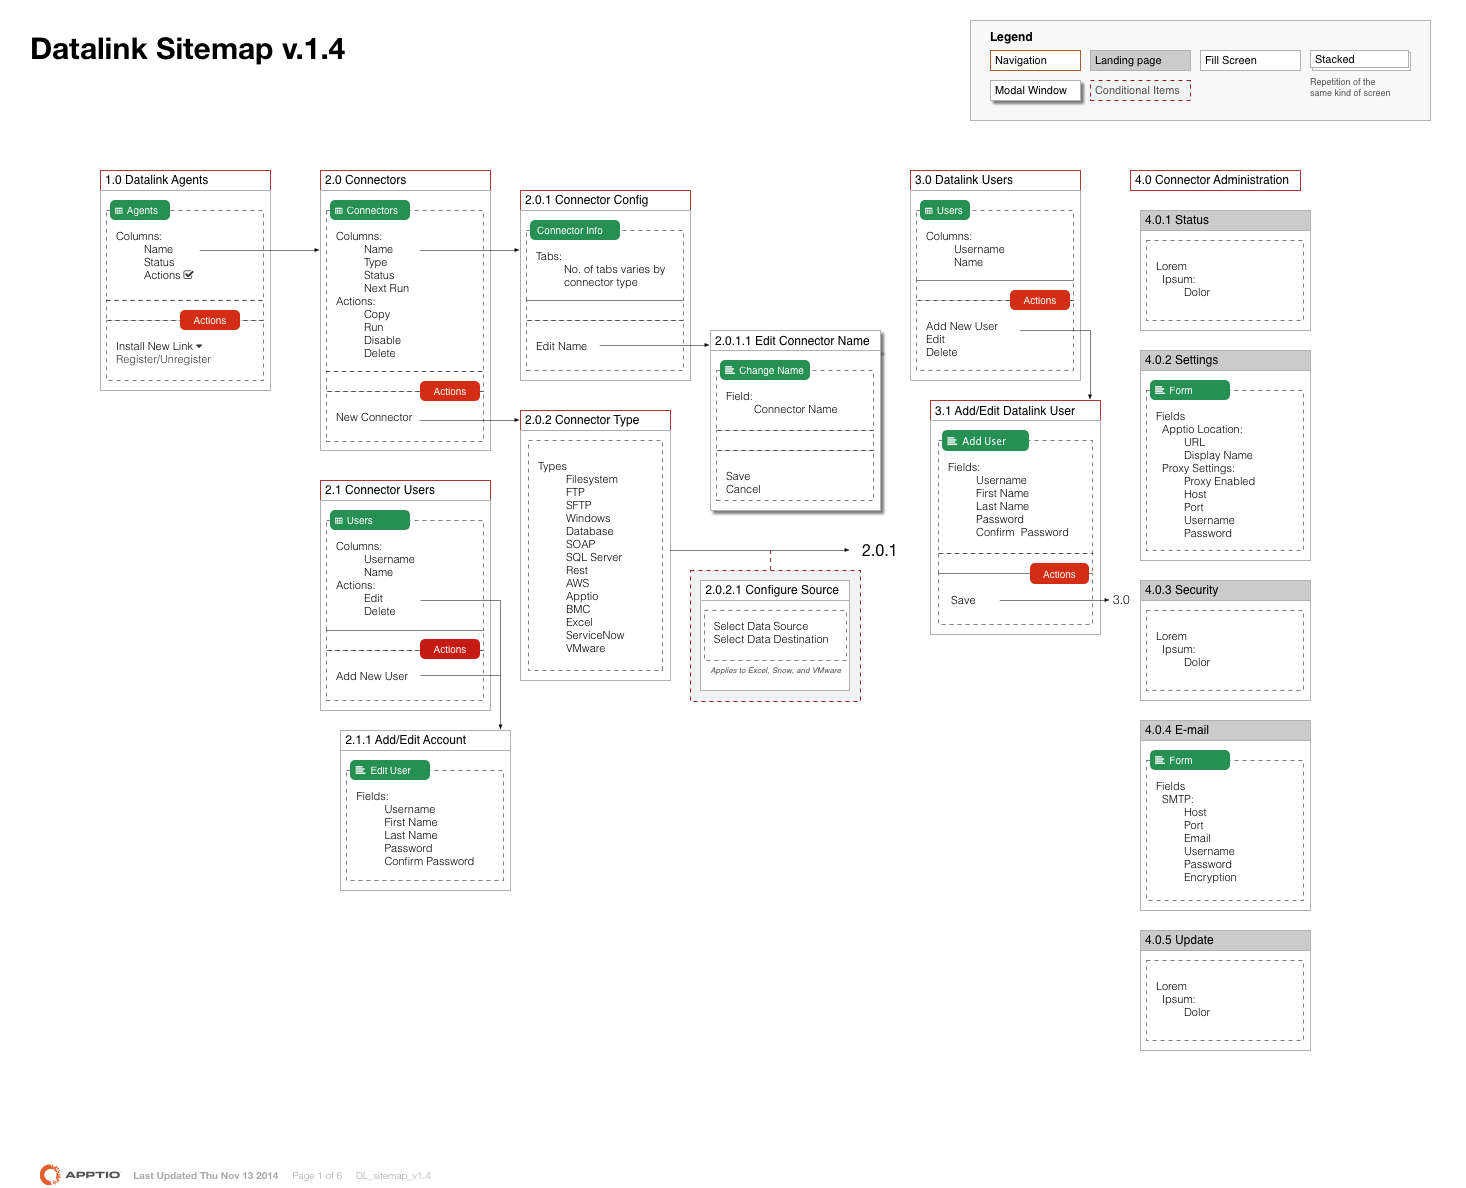 Datalink Sitemap v.1.4
Legend
Navigation
Landing page
Fill Screen
Stacked
Repetition of the
same kind of screen
Modal Window
Conditional Items
1.0 Datalink Agents
Agents
Columns:
Name
Status
Actions
Actions
Install New Link
Register/Unregister
2.0 Connectors
Connectors
Columns:
Name
Type
Status
Next Run
Actions:
Copy
Run
Disable
Delete
Actions
New Connector
2.1 Connector Users
Users
Columns:
Username
Name
Actions:
Edit
Delete
Actions
Add New User
2.1.1 Add/Edit Account
Edit User
Fields:
Username
First Name
Last Name
Password
Confirm Password
2.0.1 Connector Config
Connector Info
Tabs:
No. of tabs varies by
connector type
Edit Name
2.0.2 Connector Type
Types
Filesystem
FTP
SFTP
Windows
Database
SOAP
SQL Server
Rest
AWS
Apptio
BMC
Excel
ServiceNow
VMware
2.0.1.1 Edit Connector Name
Change Name
Field:
Connector Name
Save
Cancel
2.0.1
2.0.2.1 Configure Source
Select Data Source
Select Data Destination
Applies to Excel, Snow, and VMware
3.0 Datalink Users
Users
Columns:
Username
Name
Actions
Add New User
Edit
Delete
3.1 Add/Edit Datalink User
Add User
Fields:
Username
First Name
Last Name
Password
Confirm Password
Actions
Save
3.0
4.0 Connector Administration
4.0.1 Status
Lorem
Ipsum:
Dolor
4.0.2 Settings
Form
Fields
Apptio Location:
URL
Display Name
Proxy Settings:
Proxy Enabled
Host
Port
Username
Password
4.0.3 Security
Lorem
Ipsum:
Dolor
4.0.4 E-mail
Form
Fields
SMTP:
Host
Port
Email
Username
Password
Encryption
4.0.5 Update
Lorem
Ipsum:
Dolor
APPTIO Last Updated Thu Nov 13 2014 Page 1 of 6 DL_sitemap_v1.4